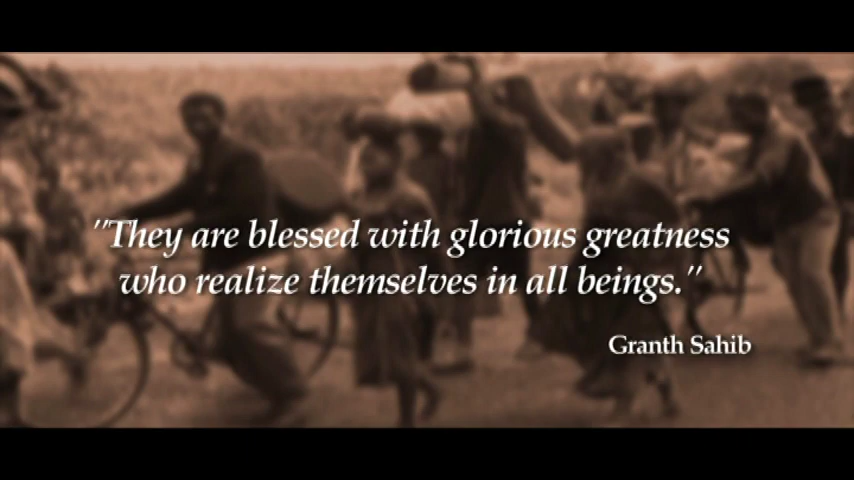 "They are blessed with glorious greatness
who realize themselves in all beings."
Granth Sahib